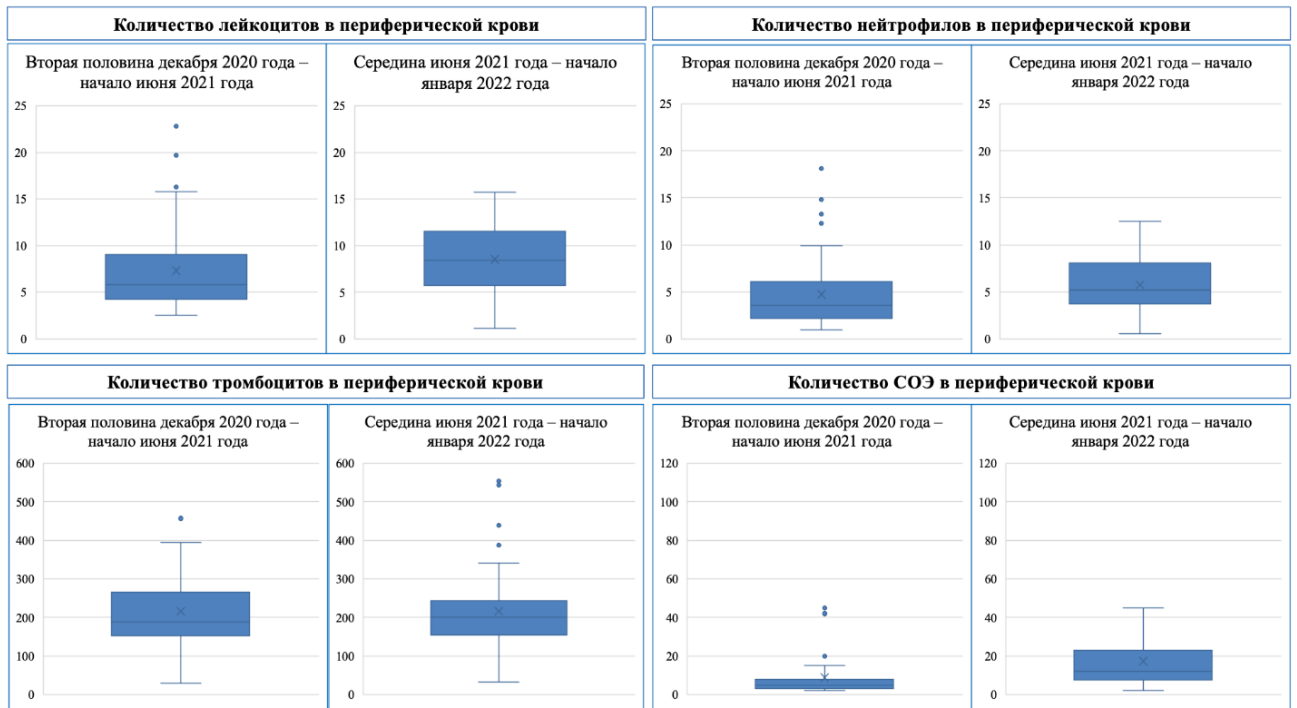 Количество лейкоцитов в периферической крови
Вторая половина декабря 2020 года –
начало июня 2021 года
25
20
15
10
5
0
Середина июня 2021 года – начало
января 2022 года
25
20
15
10
5
0
Количество нейтрофилов в периферической крови
Вторая половина декабря 2020 года –
начало июня 2021 года
25
20
15
10
5
0
Середина июня 2021 года – начало
января 2022 года
25
20
15
10
5
0
Количество тромбоцитов в периферической крови
Вторая половина декабря 2020 года –
начало июня 2021 года
600
500
400
300
200
100
0
Середина июня 2021 года – начало
января 2022 года
600
500
400
300
200
100
0
Количество СОЭ в периферической крови
Вторая половина декабря 2020 года –
начало июня 2021 года
120
100
80
60
40
20
0
Середина июня 2021 года – начало
января 2022 года
120
100
80
60
40
20
0